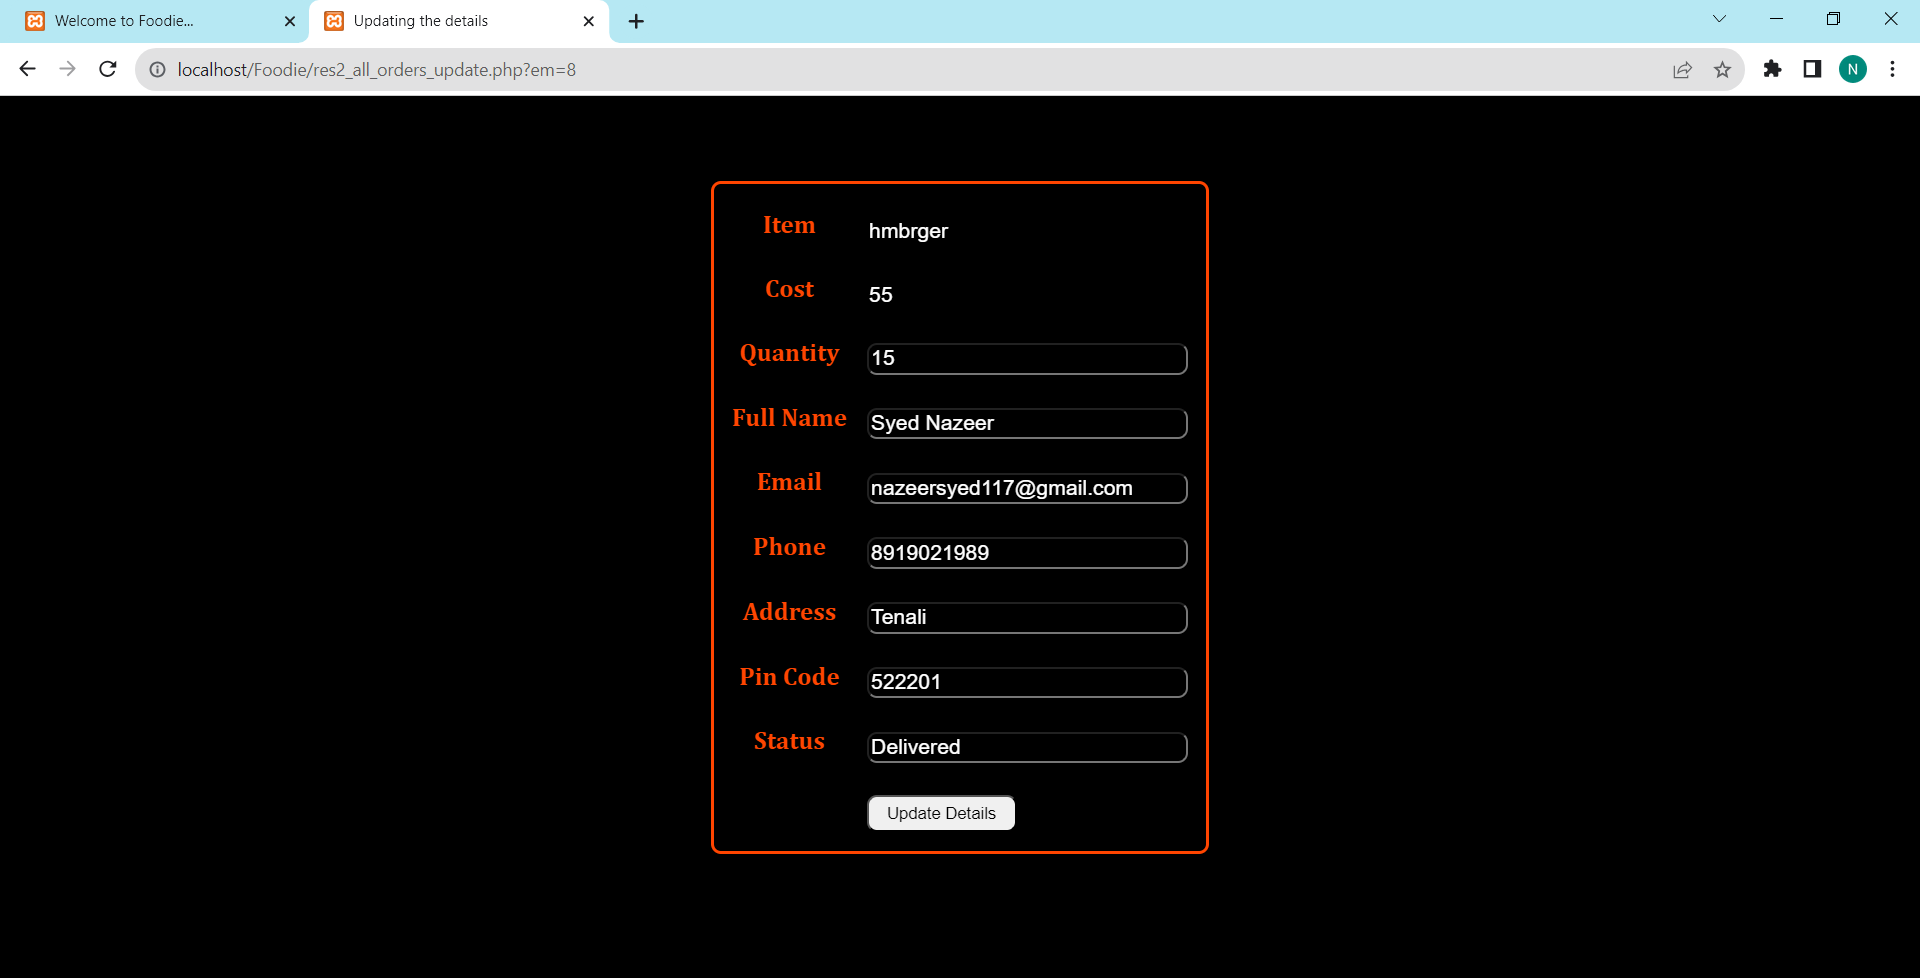 Welcome to Foodie...
Updating the details
localhost/Foodie/res2_all_orders_update.php?em=8
N
Item hmbrger
Cost 55
Quantity 15
Full Name Syed Nazeer
Email nazeersyed117@gmail.com
Phone 8919021989
Address Tenali
Pin Code 522201
Status Delivered
Update Details